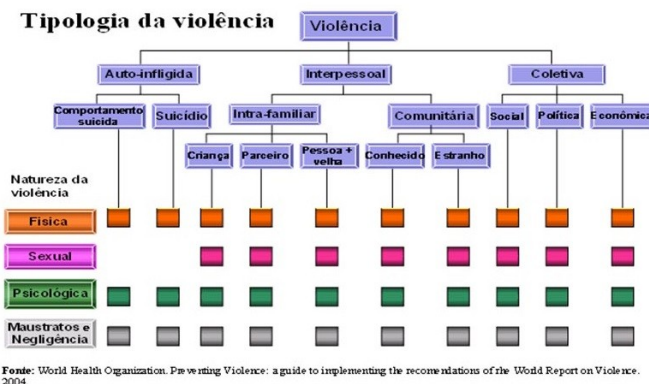 Tipologia da violência
Violência
Auto-infligida
Interpessoal
Coletiva
Comportamento
suicida
Suicídio
Intra-familiar
Comunitária
Social
Política
Econômica
Criança
Parceiro
Pessoa +
velha
Conhecido
Estranho
Natureza da
violência
Física
Sexual
Psicológica
Maustratos e
Negligência
Fonte: World Health Organization. Preventing Violence: a guide to implementing the recomendations of rhe World Report on Violence.
2004